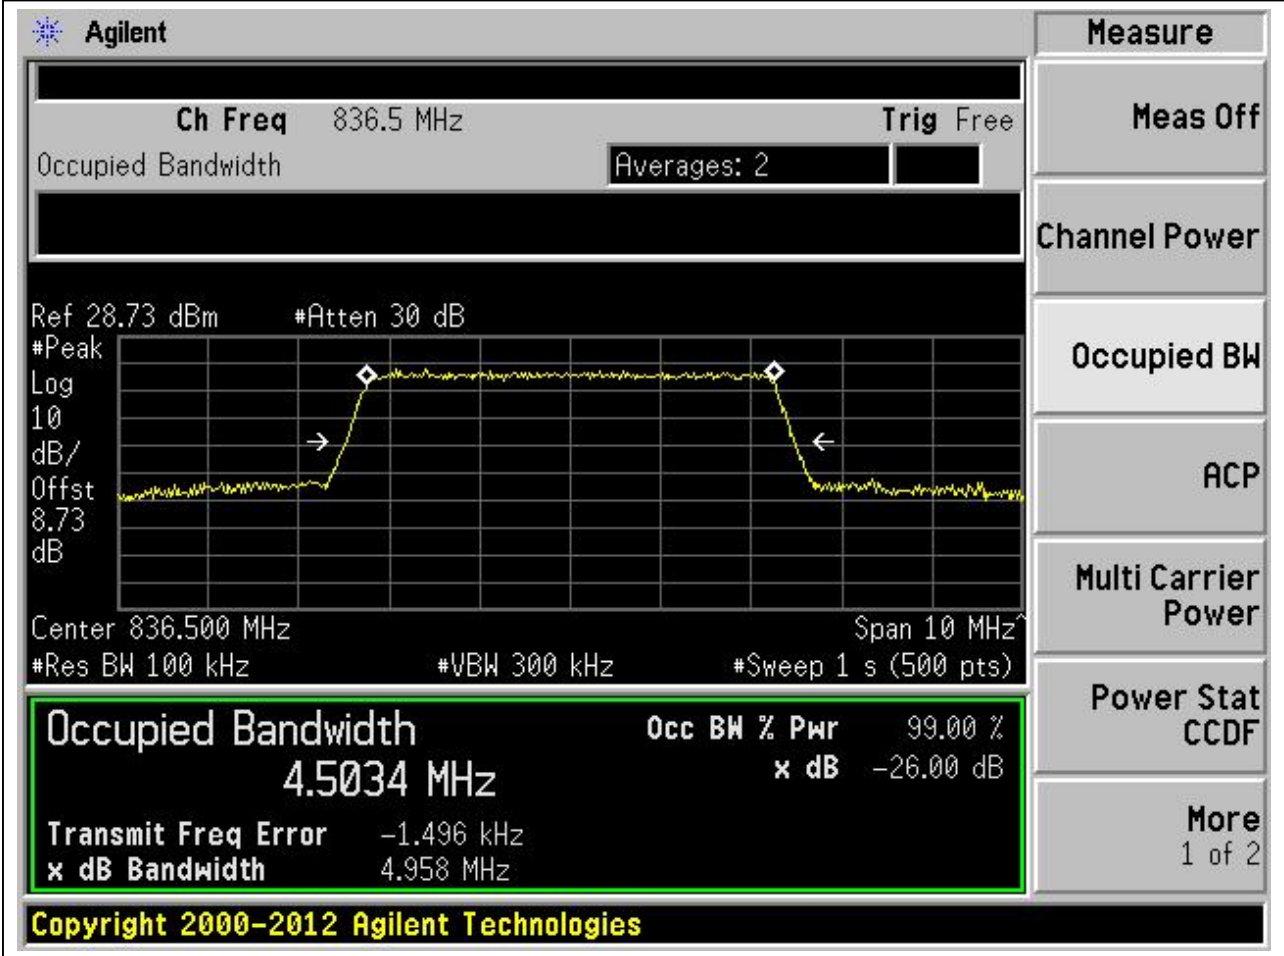 Agilent
Measure
Ch Freq 836.5 MHz Trig Free
Meas Off
Occupied Bandwidth Averages: 2
Channel Power
Ref 28.73 dBm #Atten 30 dB
#Peak
Log
10
dB/
Offst
8.73
dB
Occupied BW
ACP
Center 836.500 MHz Span 10 MHz^
#Res BW 100 kHz #VBW 300 kHz #Sweep 1 s (500 pts)
Multi Carrier
Power
Occupied Bandwidth Occ BW % Pwr 99.00 %
4.5034 MHz x dB -26.00 dB
Power Stat
CCDF
Transmit Freq Error -1.496 kHz
x dB Bandwidth 4.958 MHz
More
1 of 2
Copyright 2000-2012 Agilent Technologies